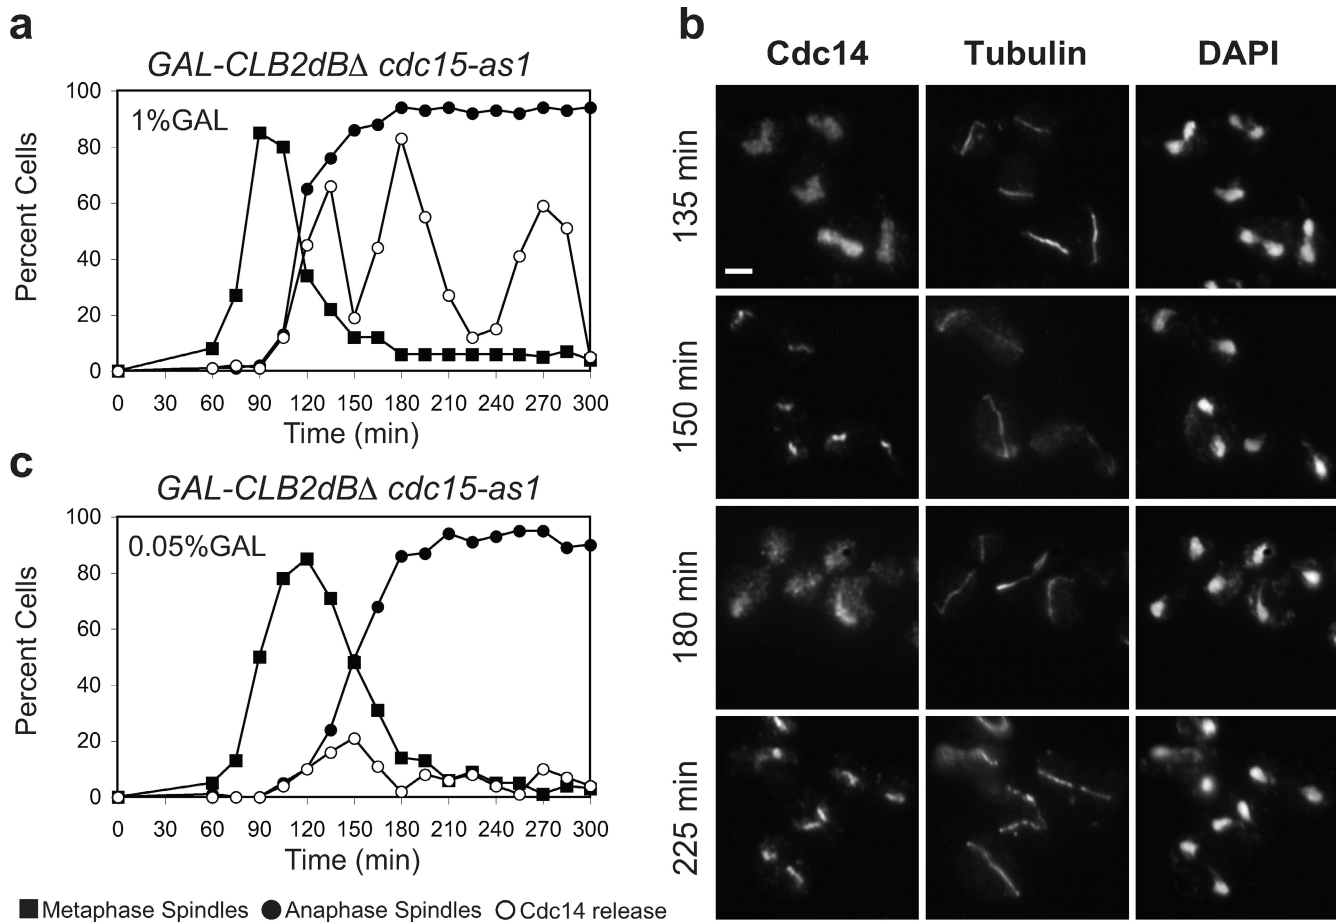 a
GAL-CLB2dBΔ cdc15-as1
1%GAL
Percent Cells
100
80
60
40
20
0
0 30 60 90 120 150 180 210 240 270 300
Time (min)
c
GAL-CLB2dBΔ cdc15-as1
0.05%GAL
Percent Cells
100
80
60
40
20
0
0 30 60 90 120 150 180 210 240 270 300
Time (min)
Metaphase Spindles Anaphase Spindles Cdc14 release
b
Cdc14 Tubulin DAPI
135 min
150 min
180 min
225 min